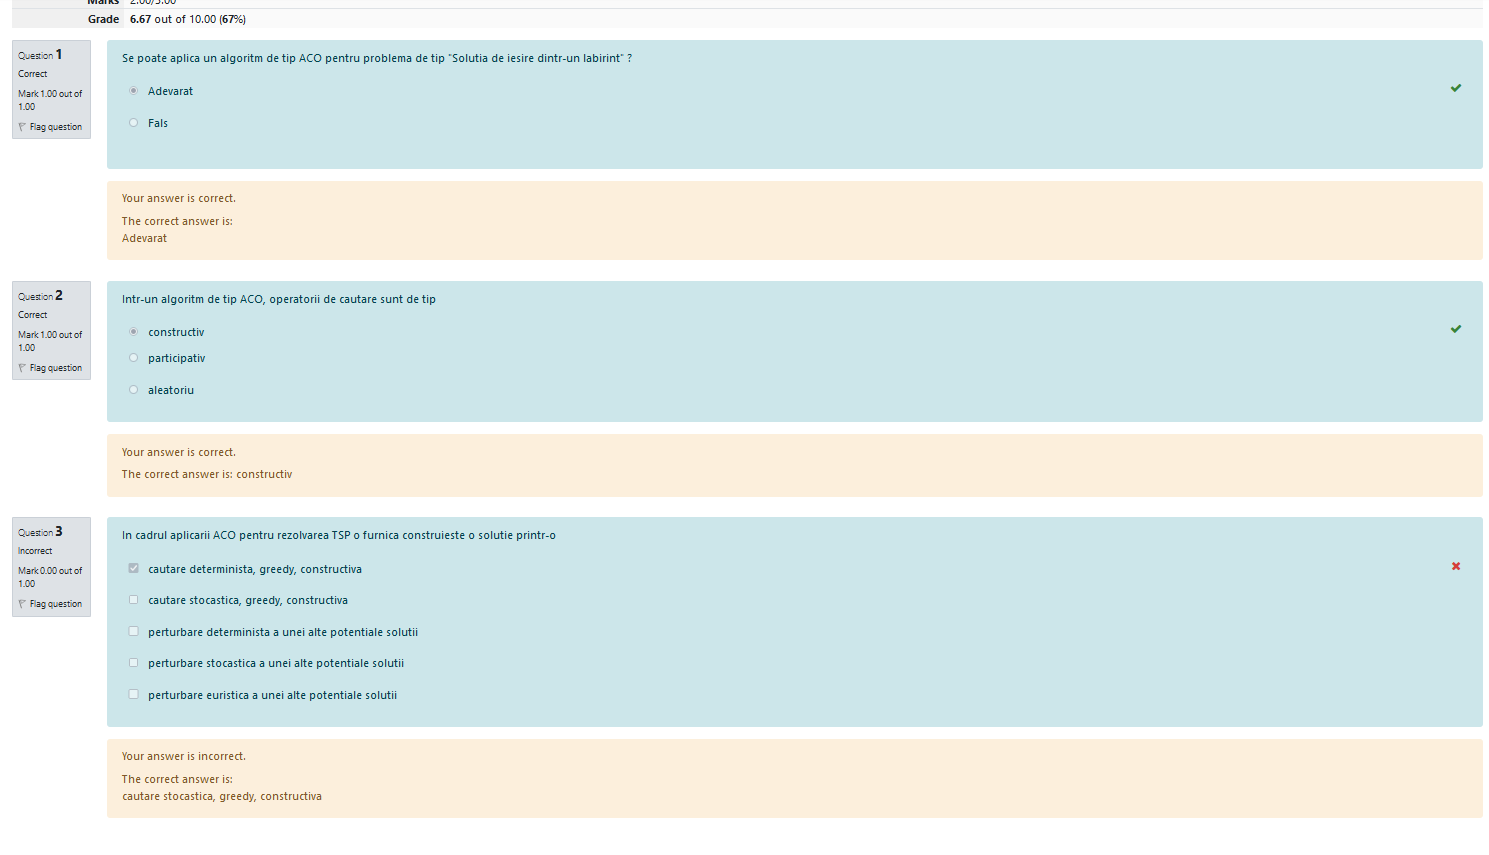 Marks 2.00/3.00
Grade 6.67 out of 10.00 (67%)
Question 1
Correct
Mark 1.00 out of
1.00
Flag question
Se poate aplica un algoritm de tip ACO pentru problema de tip "Solutia de iesire dintr-un labirint" ?
Adevarat
Fals
Your answer is correct.
The correct answer is:
Adevarat
Question 2
Correct
Mark 1.00 out of
1.00
Flag question
Intr-un algoritm de tip ACO, operatorii de cautare sunt de tip
constructiv
participativ
aleatoriu
Your answer is correct.
The correct answer is: constructiv
Question 3
Incorrect
Mark 0.00 out of
1.00
Flag question
In cadrul aplicarii ACO pentru rezolvarea TSP o furnica construieste o solutie printr-o
cautare determinista, greedy, constructiva
cautare stocastica, greedy, constructiva
perturbare determinista a unei alte potentiale solutii
perturbare stocastica a unei alte potentiale solutii
perturbare euristica a unei alte potentiale solutii
Your answer is incorrect.
The correct answer is:
cautare stocastica, greedy, constructiva